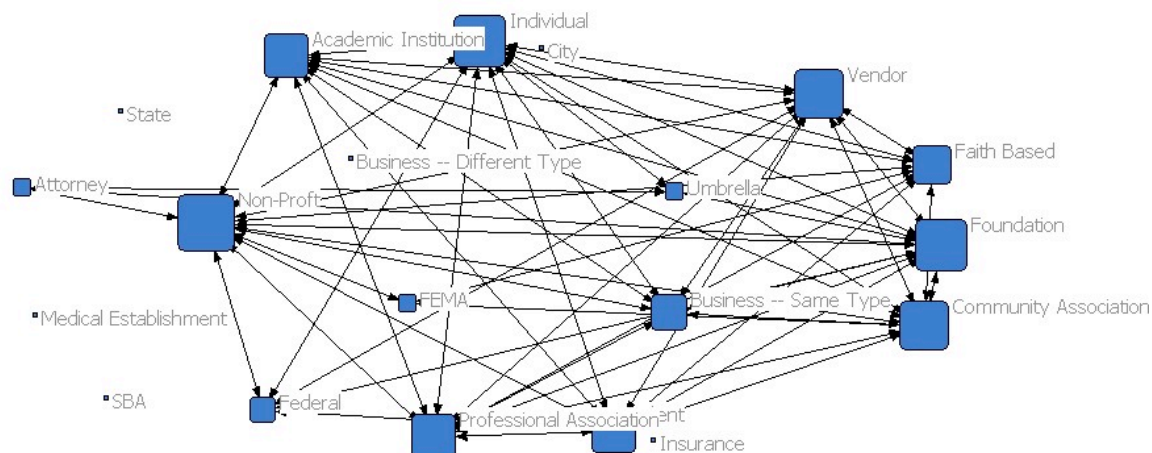 Individual
Academic Institution
City
Vendor
State
Faith Based
Business -- Different Type
Attorney
Umbrella
Non-Proft
Foundation
FEMA
Business -- Same Type
Community Association
Medical Establishment
SBA
Federal
Professional Association
Insurance